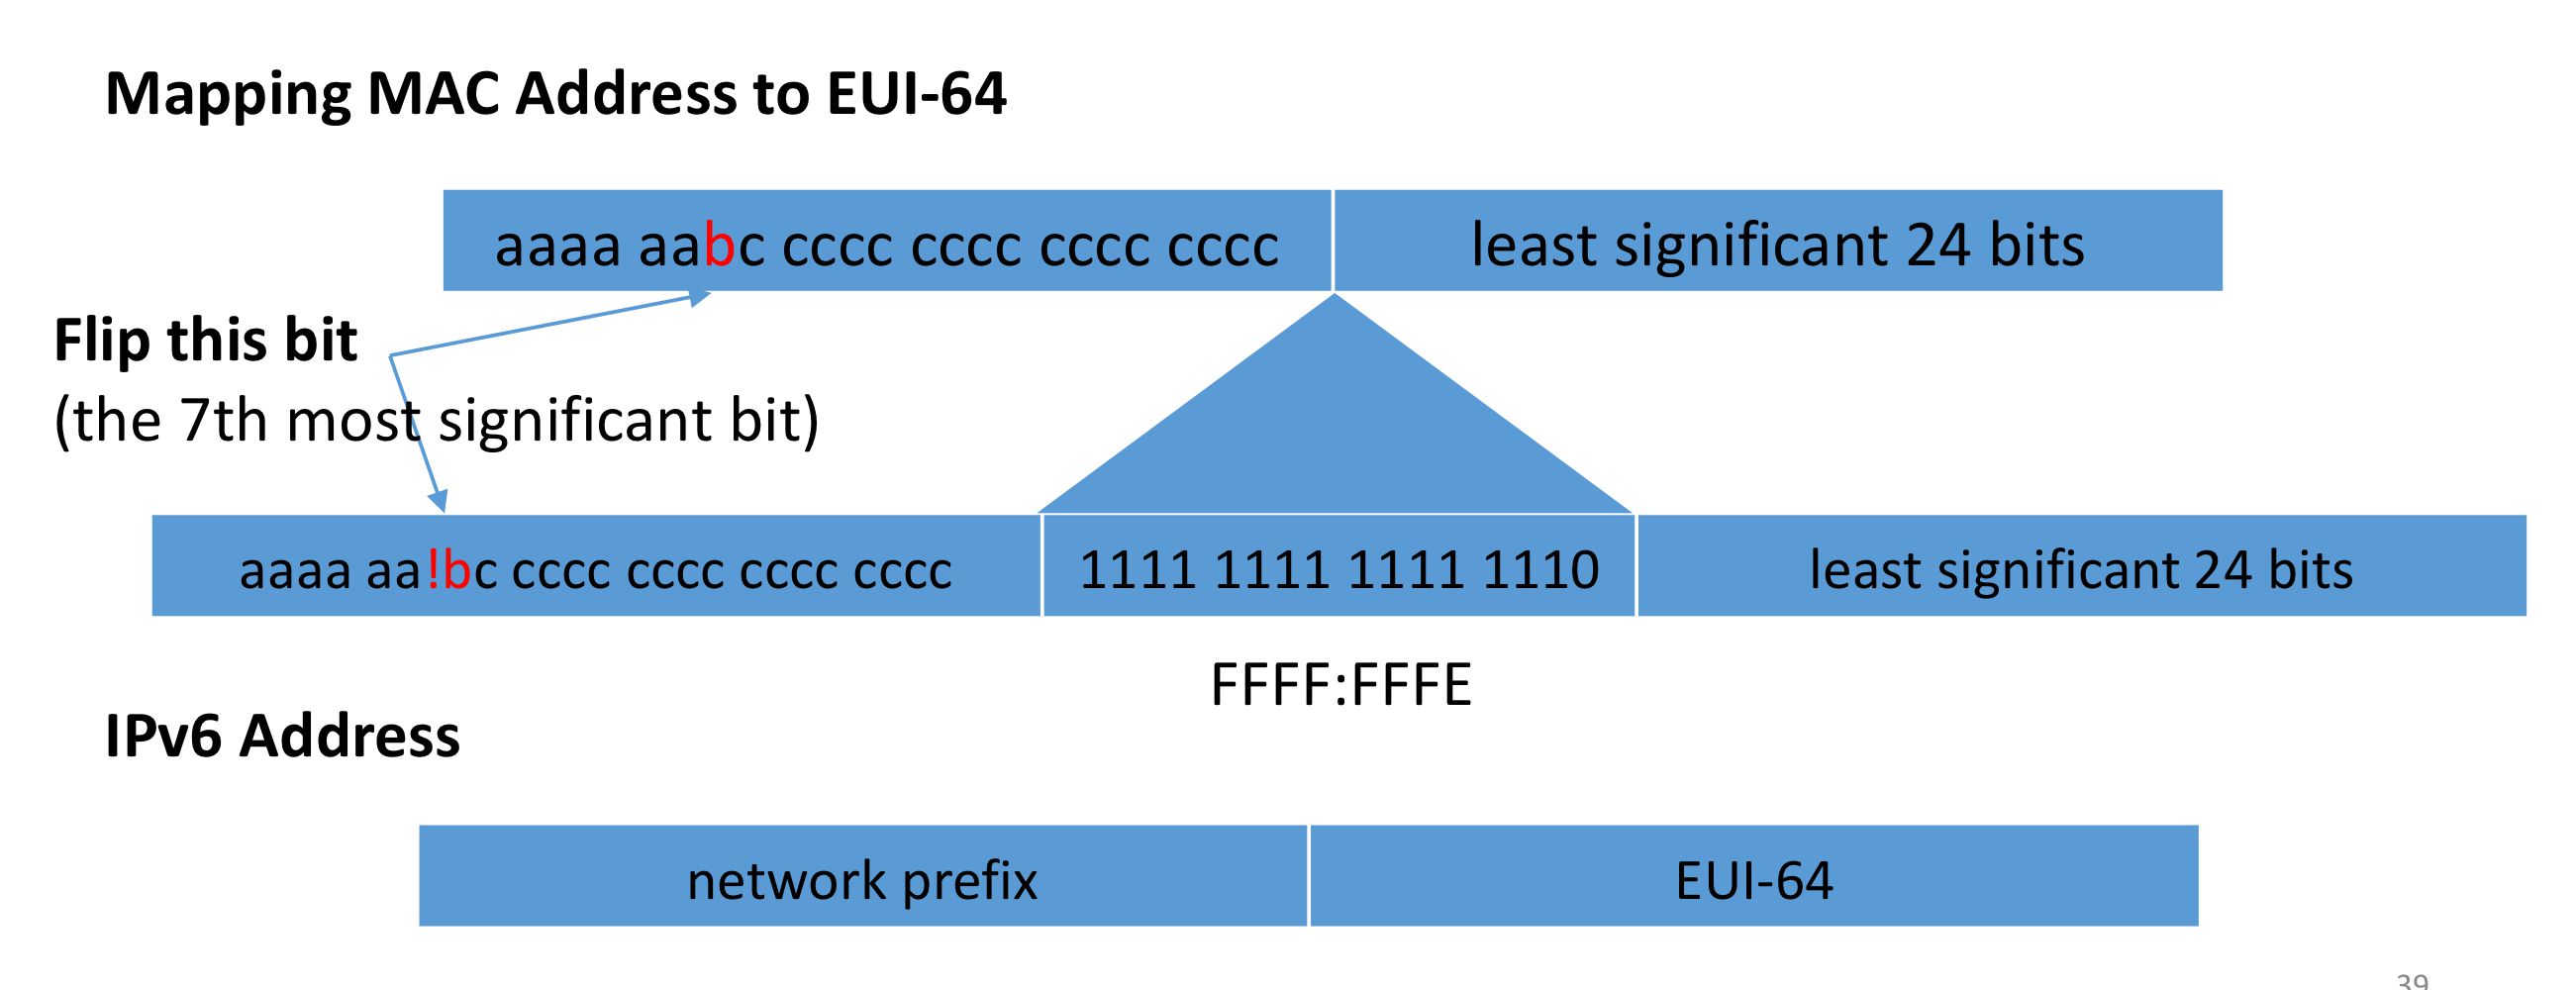 Mapping MAC Address to EUI-64
aaaa aabc cccc cccc cccc cccc
least significant 24 bits
Flip this bit
(the 7th most significant bit)
aaaa aa!bc cccc cccc cccc cccc
1111 1111 1111 1110
least significant 24 bits
FFFF:FFFE
IPv6 Address
network prefix
EUI-64
39